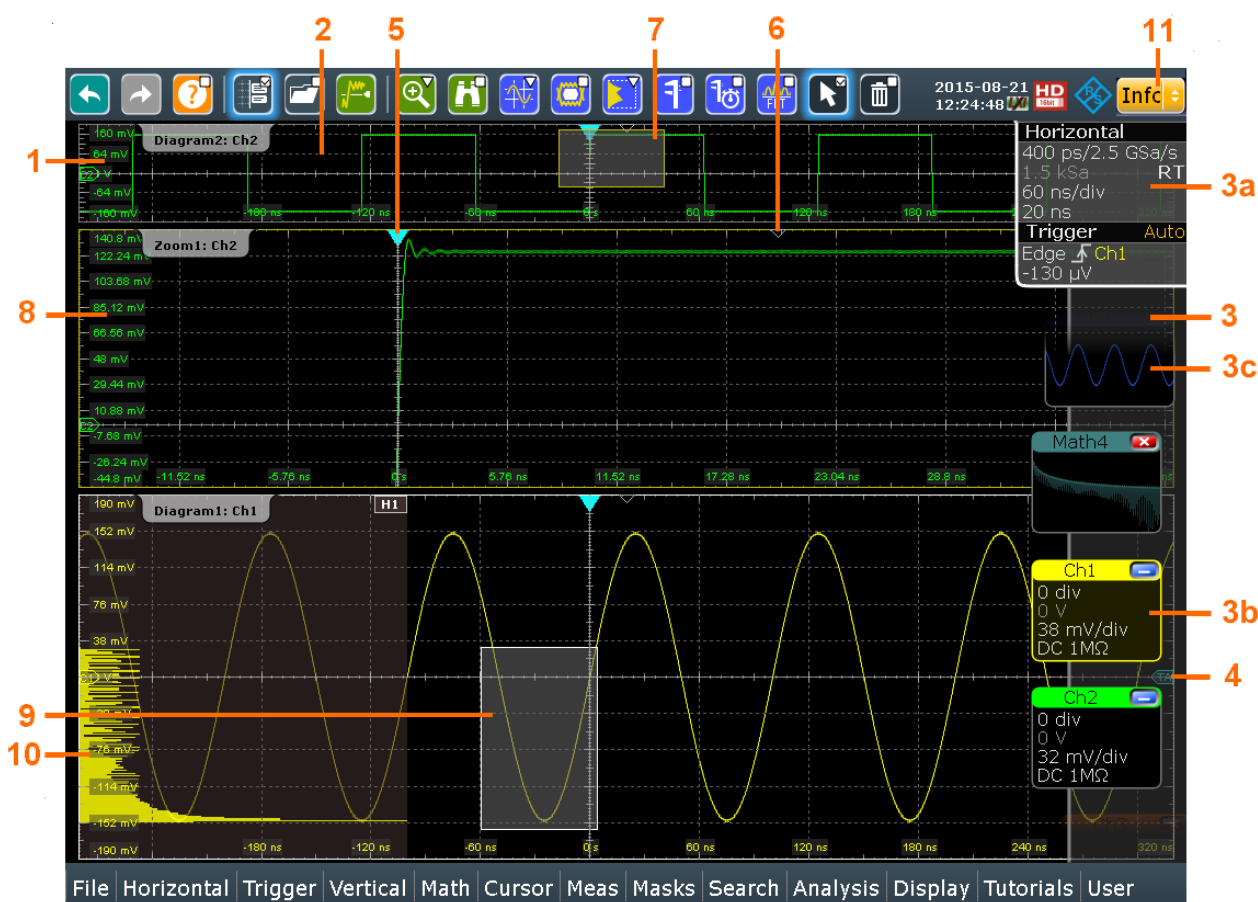 2 5 7 6 11
2015-08-21 HD
12:24:48 16bit R S Info
FFT
160 mV Diagram2: Ch2
1 64 mV
C2 V
-64 mV
-160 mV -180 ns -120 ns -60 ns 0 s 60 ns 120 ns 180 ns
Horizontal
400 ps/2.5 GSa/s
1.5 kSa RT
60 ns/div
20 ns
3a
Trigger Auto
Edge Ch1
-130 µV
140.8 mV Zoom1: Ch2
122.24 mV
103.68 mV
8 85.12 mV
66.56 mV
48 mV
29.44 mV
10.88 mV
C2
-7.68 mV
-26.24 mV
-44.8 mV -11.52 ns -5.76 ns 0 s 5.76 ns 11.52 ns 17.28 ns 23.04 ns 28.8 ns ns
3
3c
Math4
190 mV Diagram1: Ch1 H1
152 mV
114 mV
76 mV
38 mV
C1 V
9
10 -76 mV
-114 mV
-152 mV
-190 mV -180 ns -120 ns -60 ns 0 s 60 ns 120 ns 180 ns 240 ns 320 ns
Ch1
0 div
0 V
38 mV/div
DC 1MΩ
3b
TA 4
Ch2
0 div
0 V
32 mV/div
DC 1MΩ
File Horizontal Trigger Vertical Math Cursor Meas Masks Search Analysis Display Tutorials User